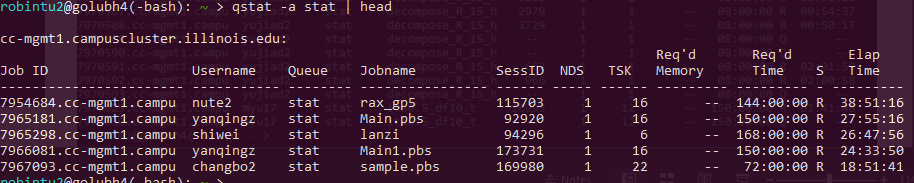 robintu2@golubh4(-bash): ~ > qstat -a stat | head
cc-mgmt1.campuscluster.illinois.edu:
Req'd Req'd Elap
Job ID Username Queue Jobname SessID NDS TSK Memory Time S Time
----------------------- ----------- -------- ---------------- ------ ----- ------ --------- --------- - ---------
7954684.cc-mgmt1.campu nute2 stat rax_gp5 115703 1 16 -- 144:00:00 R 38:51:16
7965181.cc-mgmt1.campu yanqingz stat Main.pbs 92920 1 16 -- 150:00:00 R 27:55:16
7965298.cc-mgmt1.campu shiwei stat lanzi 94296 1 6 -- 168:00:00 R 26:47:56
7966081.cc-mgmt1.campu yanqingz stat Main1.pbs 173731 1 16 -- 150:00:00 R 24:33:50
7967093.cc-mgmt1.campu changbo2 stat sample.pbs 169980 1 22 -- 72:00:00 R 18:51:41
robintu2@golubh4(-bash): ~ >